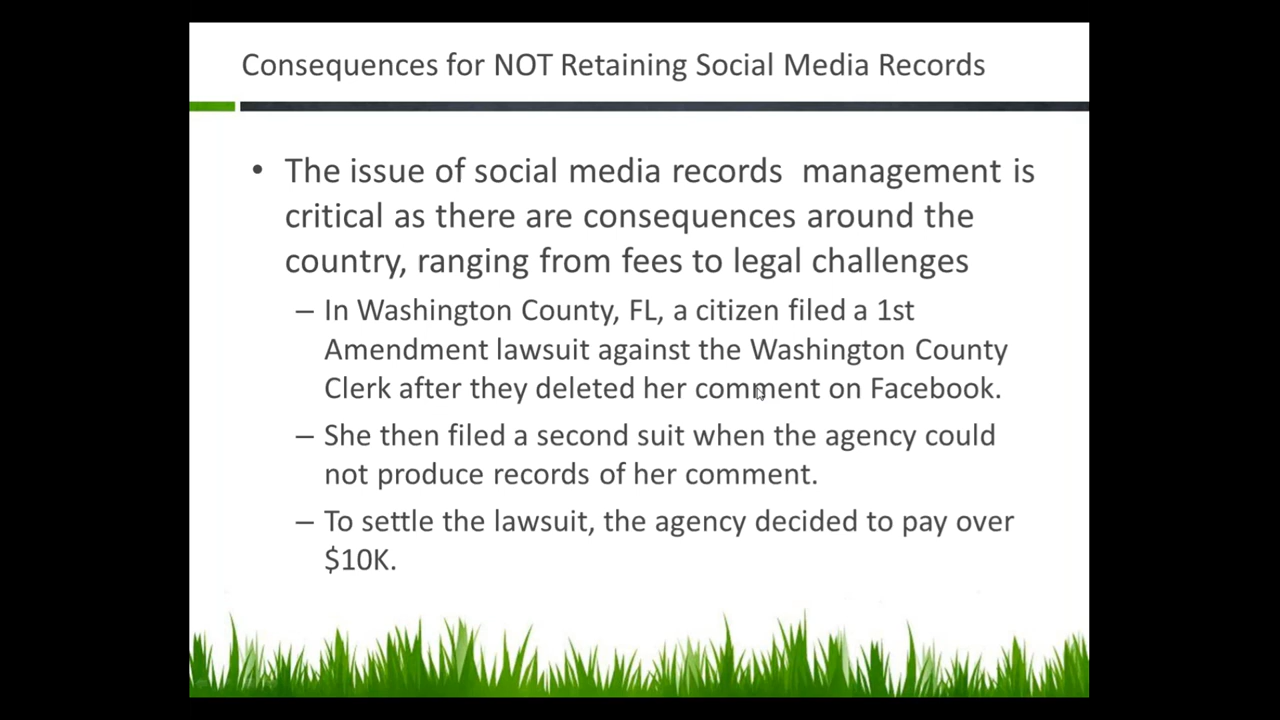 Consequences for NOT Retaining Social Media Records
• The issue of social media records  management is
critical as there are consequences around the
country, ranging from fees to legal challenges
– In Washington County, FL, a citizen filed a 1st
Amendment lawsuit against the Washington County
Clerk after they deleted her comment on Facebook.
– She then filed a second suit when the agency could
not produce records of her comment.
– To settle the lawsuit, the agency decided to pay over
$10K.